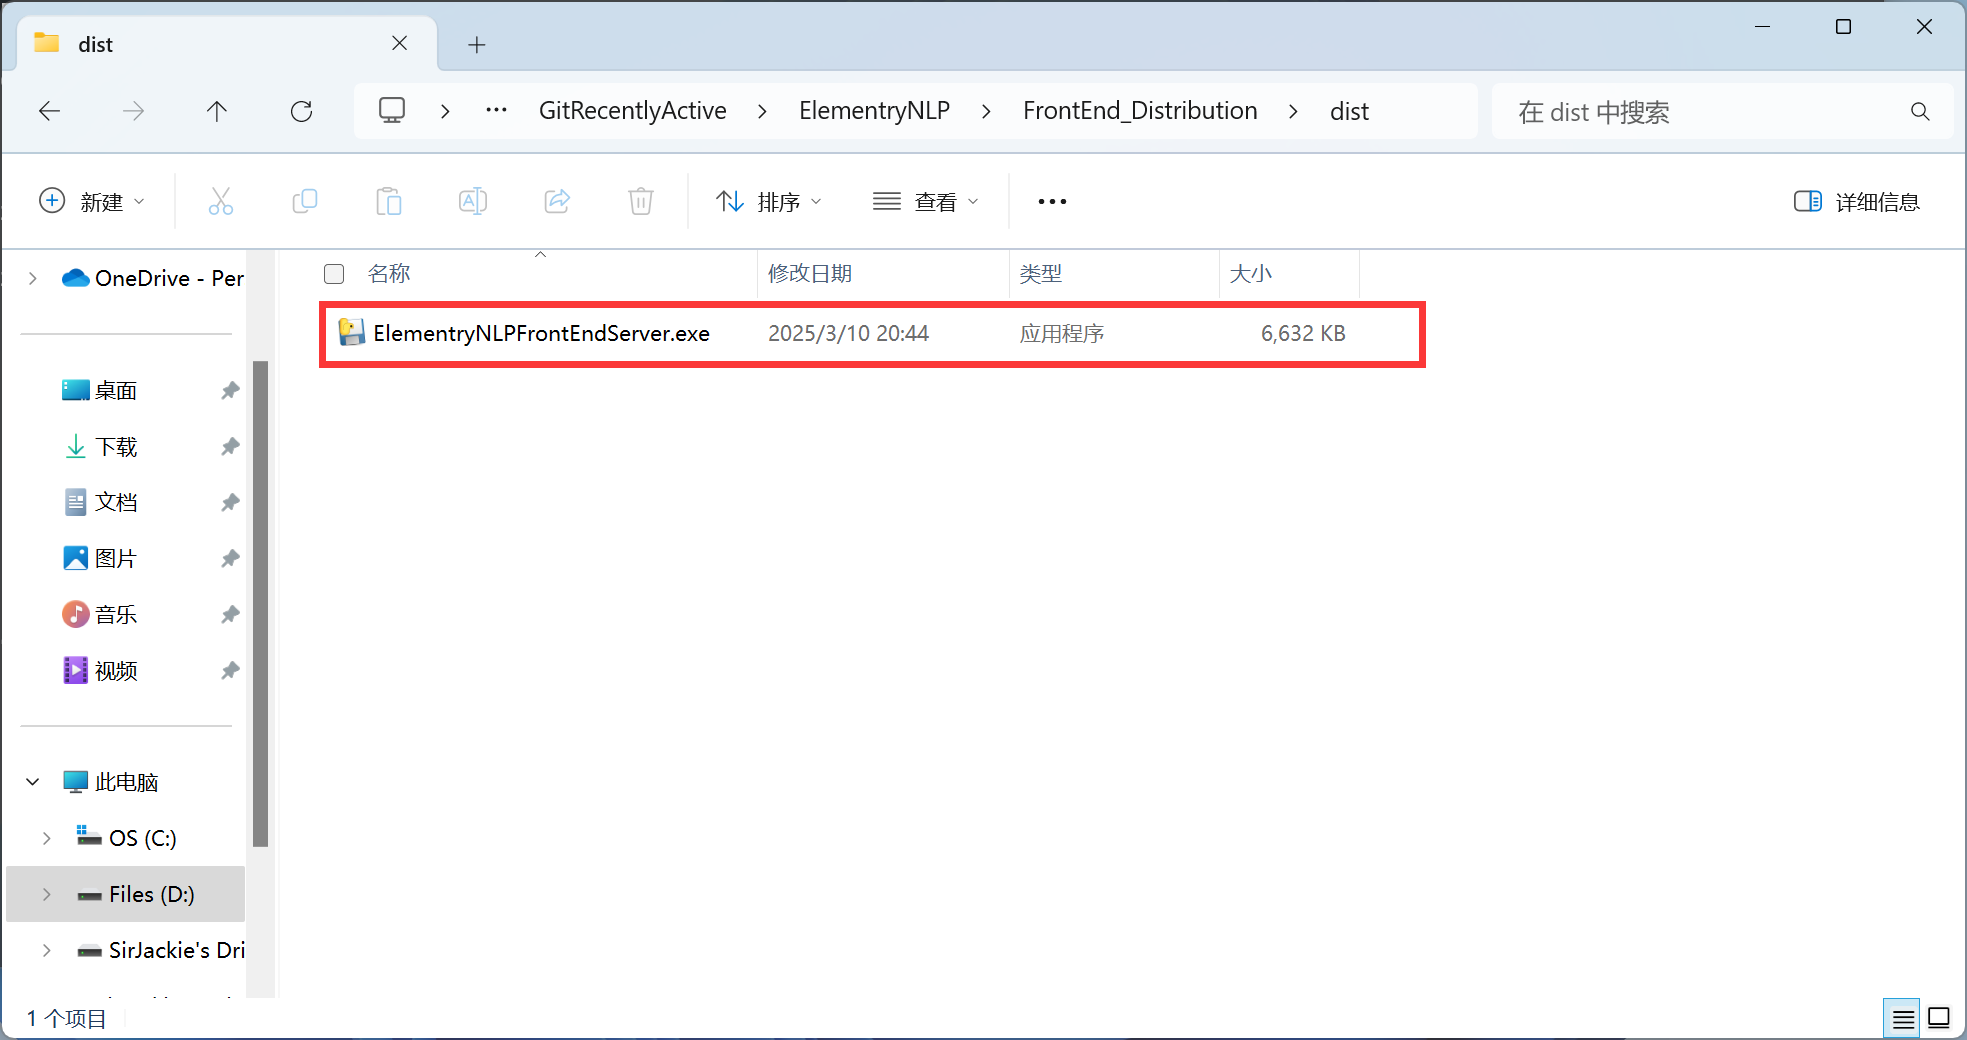 dist
GitRecentlyActive ElementryNLP FrontEnd_Distribution dist
在 dist 中搜索
新建 排序 查看 详细信息
名称 修改日期 类型 大小
ElementryNLPFrontEndServer.exe 2025/3/10 20:44 应用程序 6,632 KB
OneDrive - Per
桌面
下载
文档
图片
音乐
视频
此电脑
OS (C:)
Files (D:)
SirJackie's Dri
1 个项目